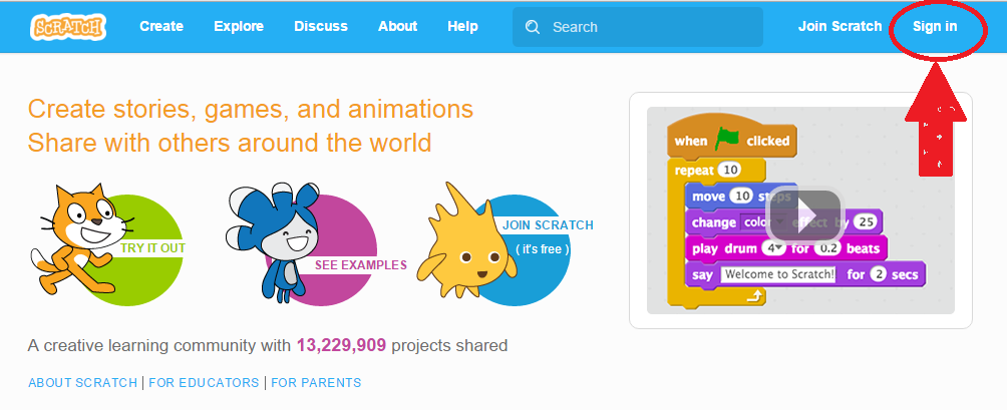 SCRATCH Create Explore Discuss About Help Search Join Scratch Sign in
Create stories, games, and animations
Share with others around the world
TRY IT OUT
SEE EXAMPLES
JOIN SCRATCH
( it's free )
A creative learning community with 13,229,909 projects shared
ABOUT SCRATCH | FOR EDUCATORS | FOR PARENTS
when clicked
repeat 10
move 10 steps
change color effect by 25
play drum 4 for 0.2 beats
say Welcome to Scratch! for 2 secs